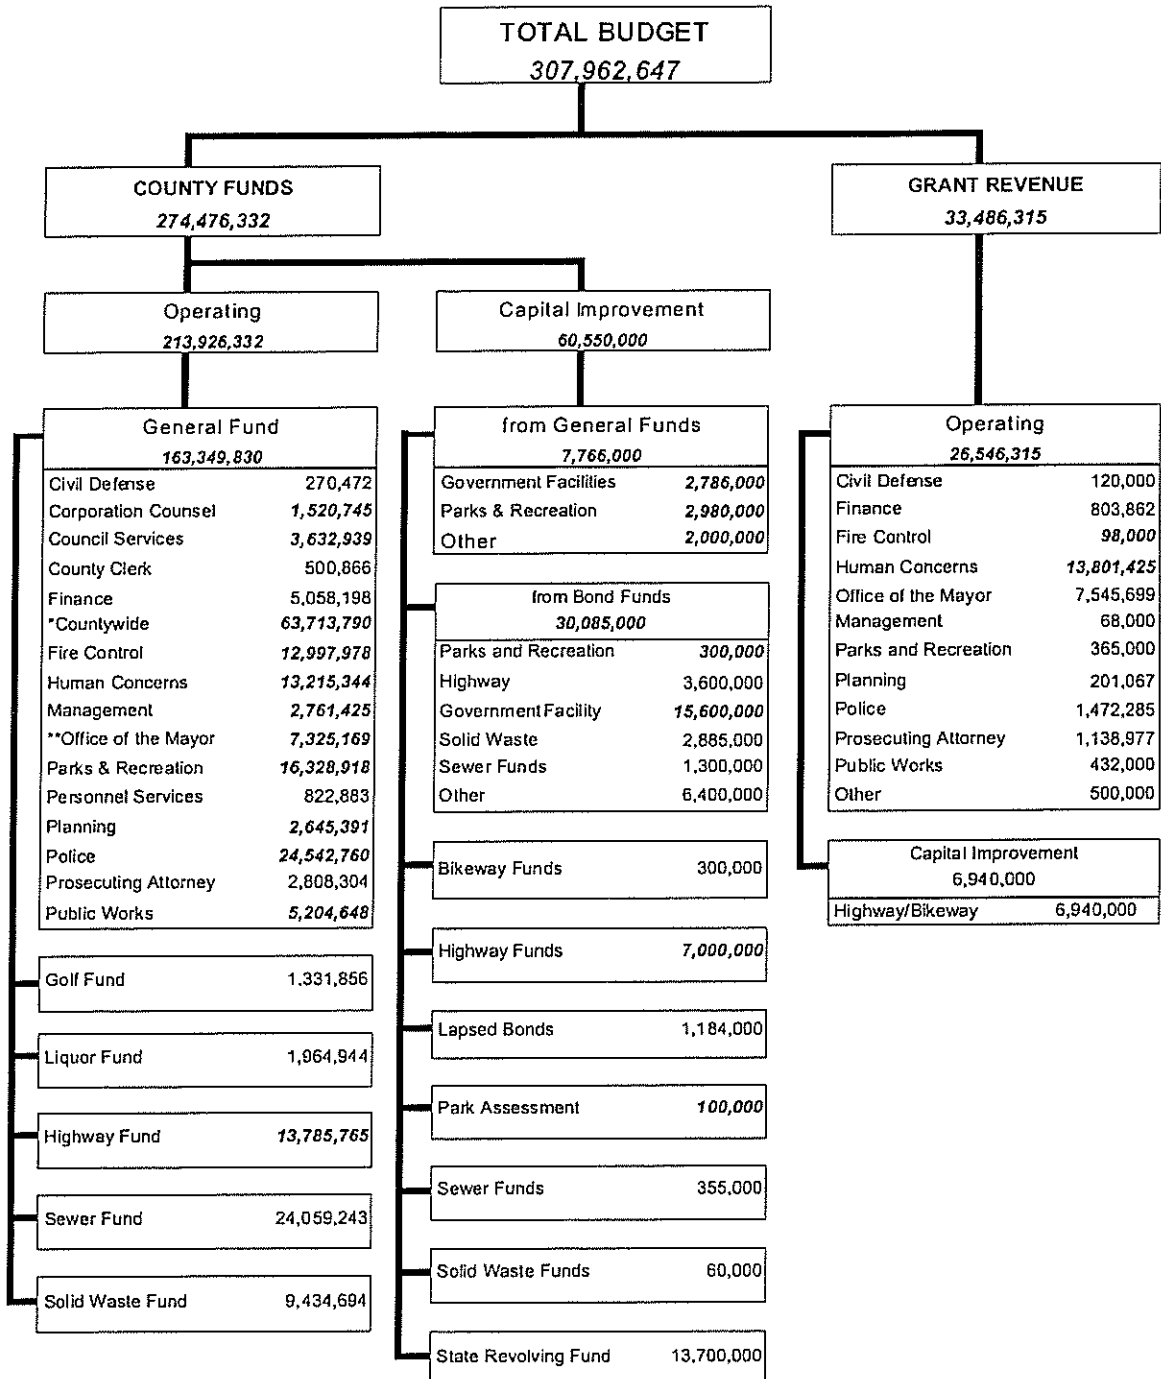 TOTAL BUDGET
307,962,647
COUNTY FUNDS
274,476,332
GRANT REVENUE
33,486,315
Operating
213,926,332
Capital Improvement
60,550,000
General Fund
163,349,830
Civil Defense 270,472
Corporation Counsel 1,520,745
Council Services 3,632,939
County Clerk 500,866
Finance 5,058,198
*Countywide 63,713,790
Fire Control 12,997,978
Human Concerns 13,215,344
Management 2,761,425
**Office of the Mayor 7,325,169
Parks & Recreation 16,328,918
Personnel Services 822,883
Planning 2,645,391
Police 24,542,760
Prosecuting Attorney 2,808,304
Public Works 5,204,648
Golf Fund 1,331,856
Liquor Fund 1,964,944
Highway Fund 13,785,765
Sewer Fund 24,059,243
Solid Waste Fund 9,434,694
from General Funds
7,766,000
Government Facilities 2,786,000
Parks & Recreation 2,980,000
Other 2,000,000
from Bond Funds
30,085,000
Parks and Recreation 300,000
Highway 3,600,000
Government Facility 15,600,000
Solid Waste 2,885,000
Sewer Funds 1,300,000
Other 6,400,000
Bikeway Funds 300,000
Highway Funds 7,000,000
Lapsed Bonds 1,184,000
Park Assessment 100,000
Sewer Funds 355,000
Solid Waste Funds 60,000
State Revolving Fund 13,700,000
Operating
26,546,315
Civil Defense 120,000
Finance 803,862
Fire Control 98,000
Human Concerns 13,801,425
Office of the Mayor 7,545,699
Management 68,000
Parks and Recreation 365,000
Planning 201,067
Police 1,472,285
Prosecuting Attorney 1,138,977
Public Works 432,000
Other 500,000
Capital Improvement
6,940,000
Highway/Bikeway 6,940,000